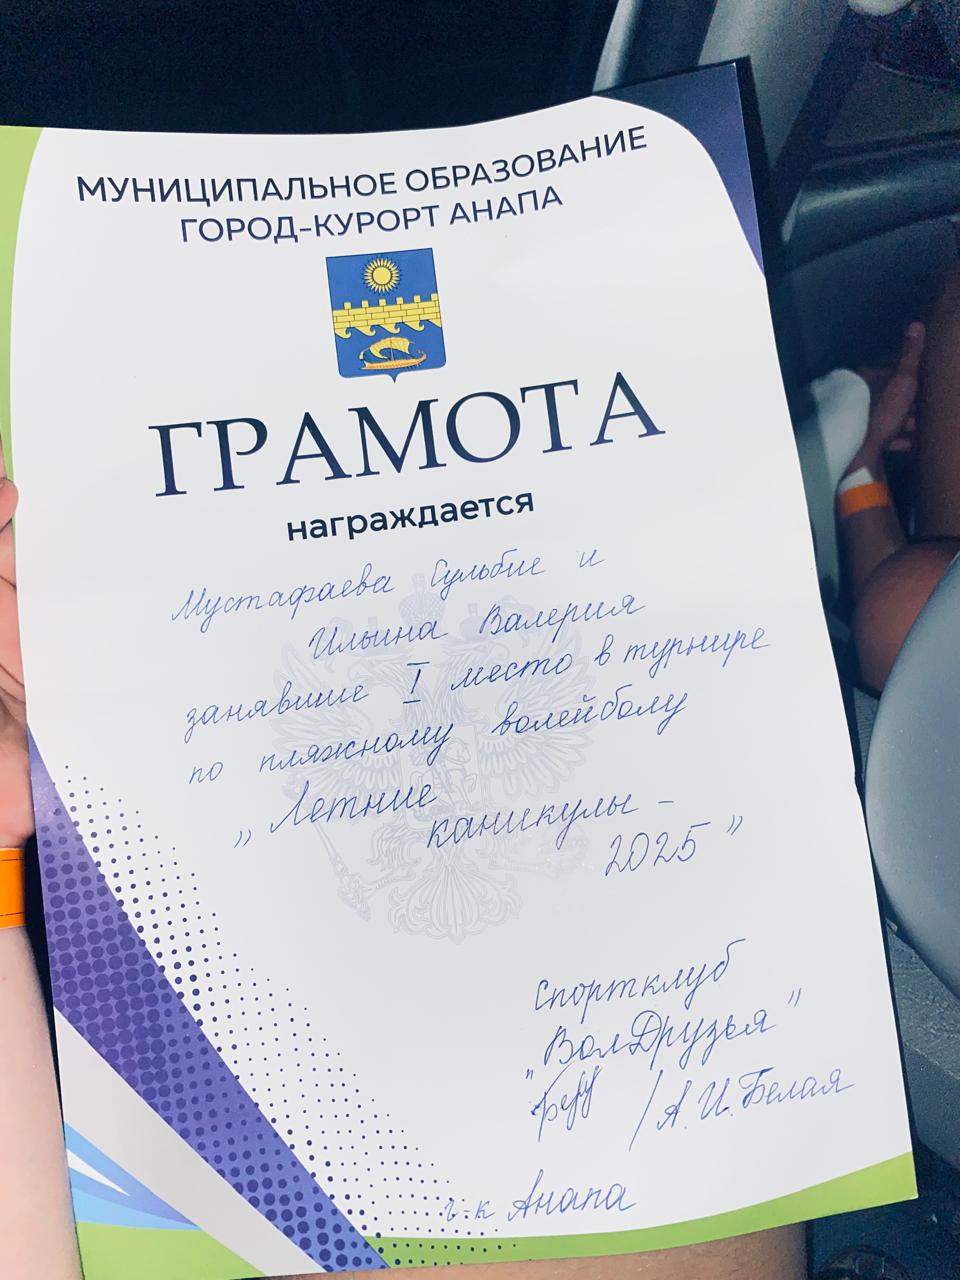 МУНИЦИПАЛЬНОЕ ОБРАЗОВАНИЕ
ГОРОД-КУРОРТ АНАПА
ГРАМОТА
награждается
Мустафаева Сульбие и
Ильина Валерия
занявшие I место в турнире
по пляжному волейболу
„Летние
каникулы –
2025"
Спортклуб
"ВолДрузья"
/А.И.Белая
г-к Анапа